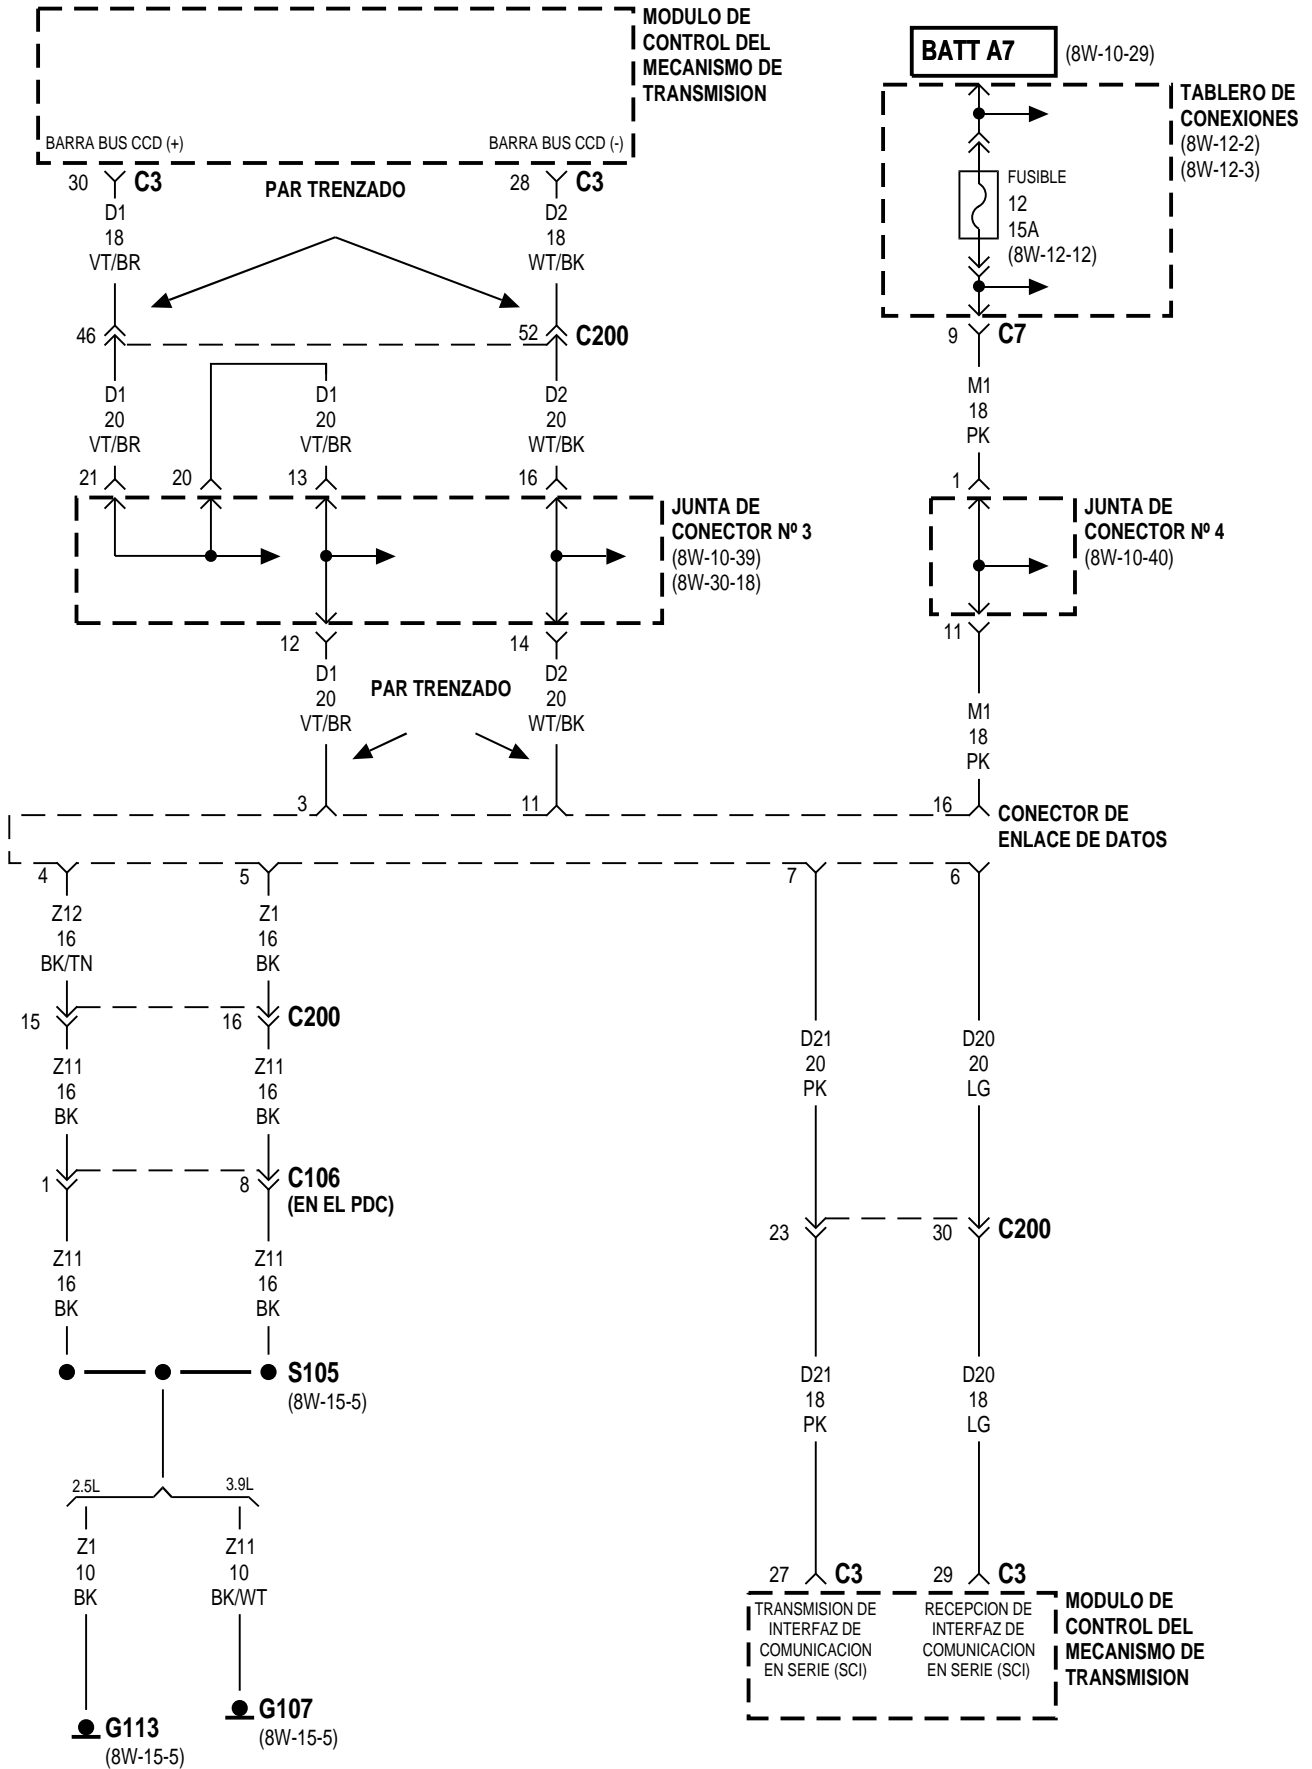 MODULO DE
CONTROL DEL
MECANISMO DE
TRANSMISION
BARRA BUS CCD (+)
BARRA BUS CCD (-)
30
C3
28
C3
PAR TRENZADO
D1
18
VT/BR
D2
18
WT/BK
46
52
C200
D1
20
VT/BR
D1
20
VT/BR
D2
20
WT/BK
21
20
13
16
JUNTA DE
CONECTOR Nº 3
(8W-10-39)
(8W-30-18)
12
14
D1
20
VT/BR
PAR TRENZADO
D2
20
WT/BK
3
11
BATT A7
(8W-10-29)
TABLERO DE
CONEXIONES
(8W-12-2)
(8W-12-3)
FUSIBLE
12
15A
(8W-12-12)
9
C7
M1
18
PK
1
JUNTA DE
CONECTOR Nº 4
(8W-10-40)
11
M1
18
PK
16
CONECTOR DE
ENLACE DE DATOS
4
5
7
6
Z12
16
BK/TN
Z1
16
BK
15
16
C200
Z11
16
BK
Z11
16
BK
1
8
C106
(EN EL PDC)
Z11
16
BK
Z11
16
BK
S105
(8W-15-5)
2.5L
3.9L
Z1
10
BK
Z11
10
BK/WT
G113
(8W-15-5)
G107
(8W-15-5)
D21
20
PK
D20
20
LG
23
30
C200
D21
18
PK
D20
18
LG
27
C3
29
C3
TRANSMISION DE
INTERFAZ DE
COMUNICACION
EN SERIE (SCI)
RECEPCION DE
INTERFAZ DE
COMUNICACION
EN SERIE (SCI)
MODULO DE
CONTROL DEL
MECANISMO DE
TRANSMISION